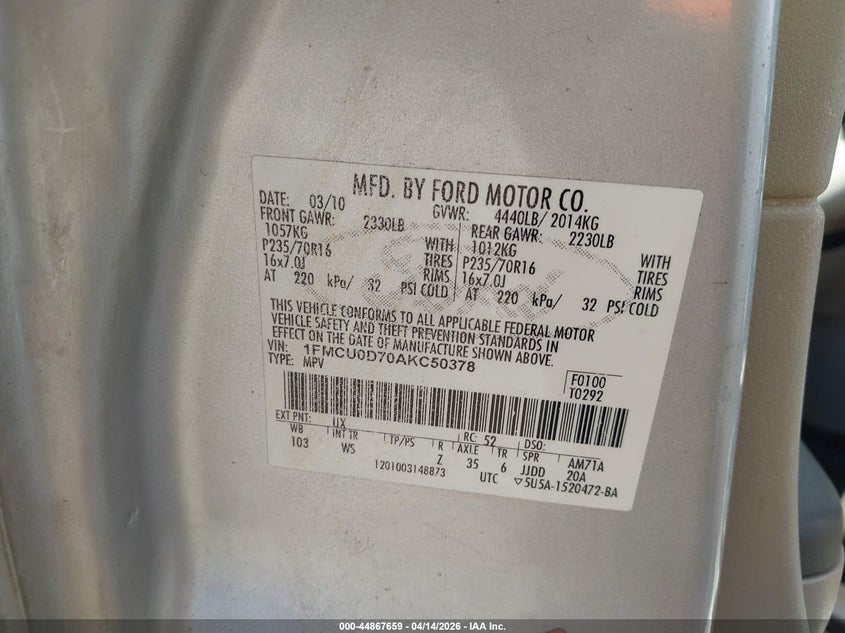 MFD. BY FORD MOTOR CO.
DATE: 03/10 GVWR: 4440LB/ 2014KG
FRONT GAWR: 2330LB REAR GAWR: 2230LB
1057KG WITH 1012KG WITH
P235/70R16 TIRES P235/70R16 TIRES
16x7.0J RIMS 16x7.0J RIMS
AT 220 kPa/ 32 PSI COLD AT 220 kPa/ 32 PSI COLD
THIS VEHICLE CONFORMS TO ALL APPLICABLE FEDERAL MOTOR
VEHICLE SAFETY AND THEFT PREVENTION STANDARDS IN
EFFECT ON THE DATE OF MANUFACTURE SHOWN ABOVE.
VIN: 1FMCU0D70AKC50378
TYPE: MPV
F0100
T0292
EXT PNT: UX RC: 52 DSO:
WB INT TR TP/PS R AXLE TR SPR AM71A
103 WS Z 35 6 JJDD 20A
1201003148873 UTC ▽5U5A-1520472-BA
000-44867659 - 04/14/2026 - IAA Inc.